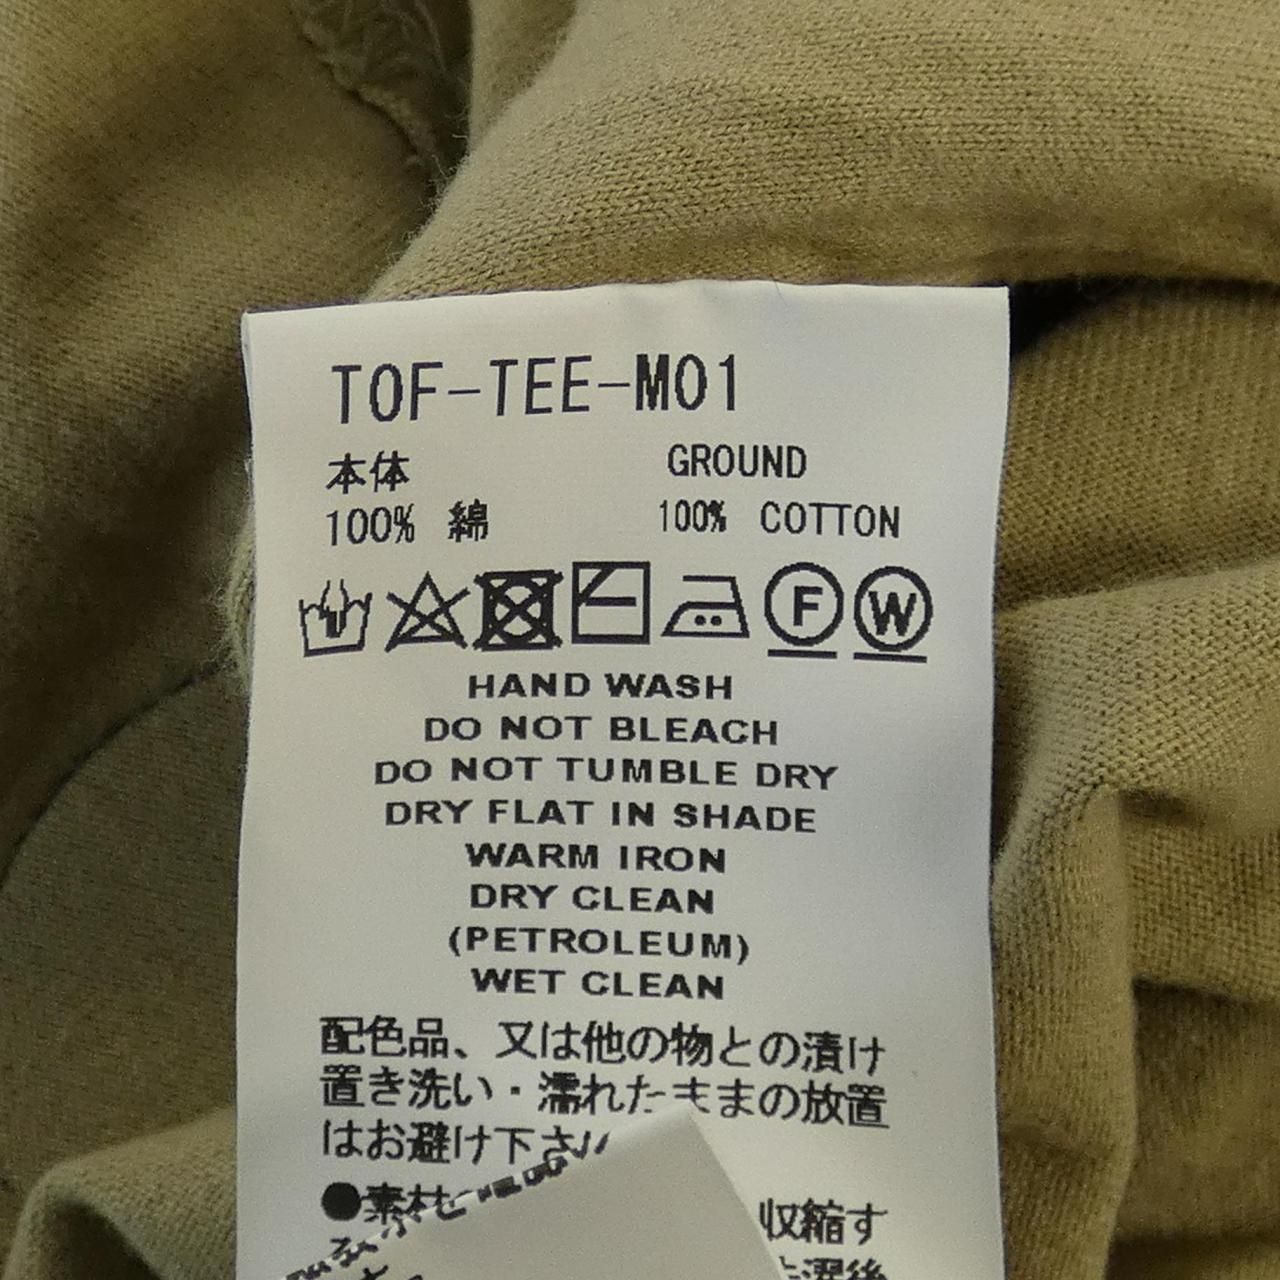 TOF-TEE-M01
本体 GROUND
100% 綿 100% COTTON
F W
HAND WASH
DO NOT BLEACH
DO NOT TUMBLE DRY
DRY FLAT IN SHADE
WARM IRON
DRY CLEAN
(PETROLEUM)
WET CLEAN
配色品、又は他の物との漬け
置き洗い・濡れたままの放置
はお避け下さい
●素材 収縮す